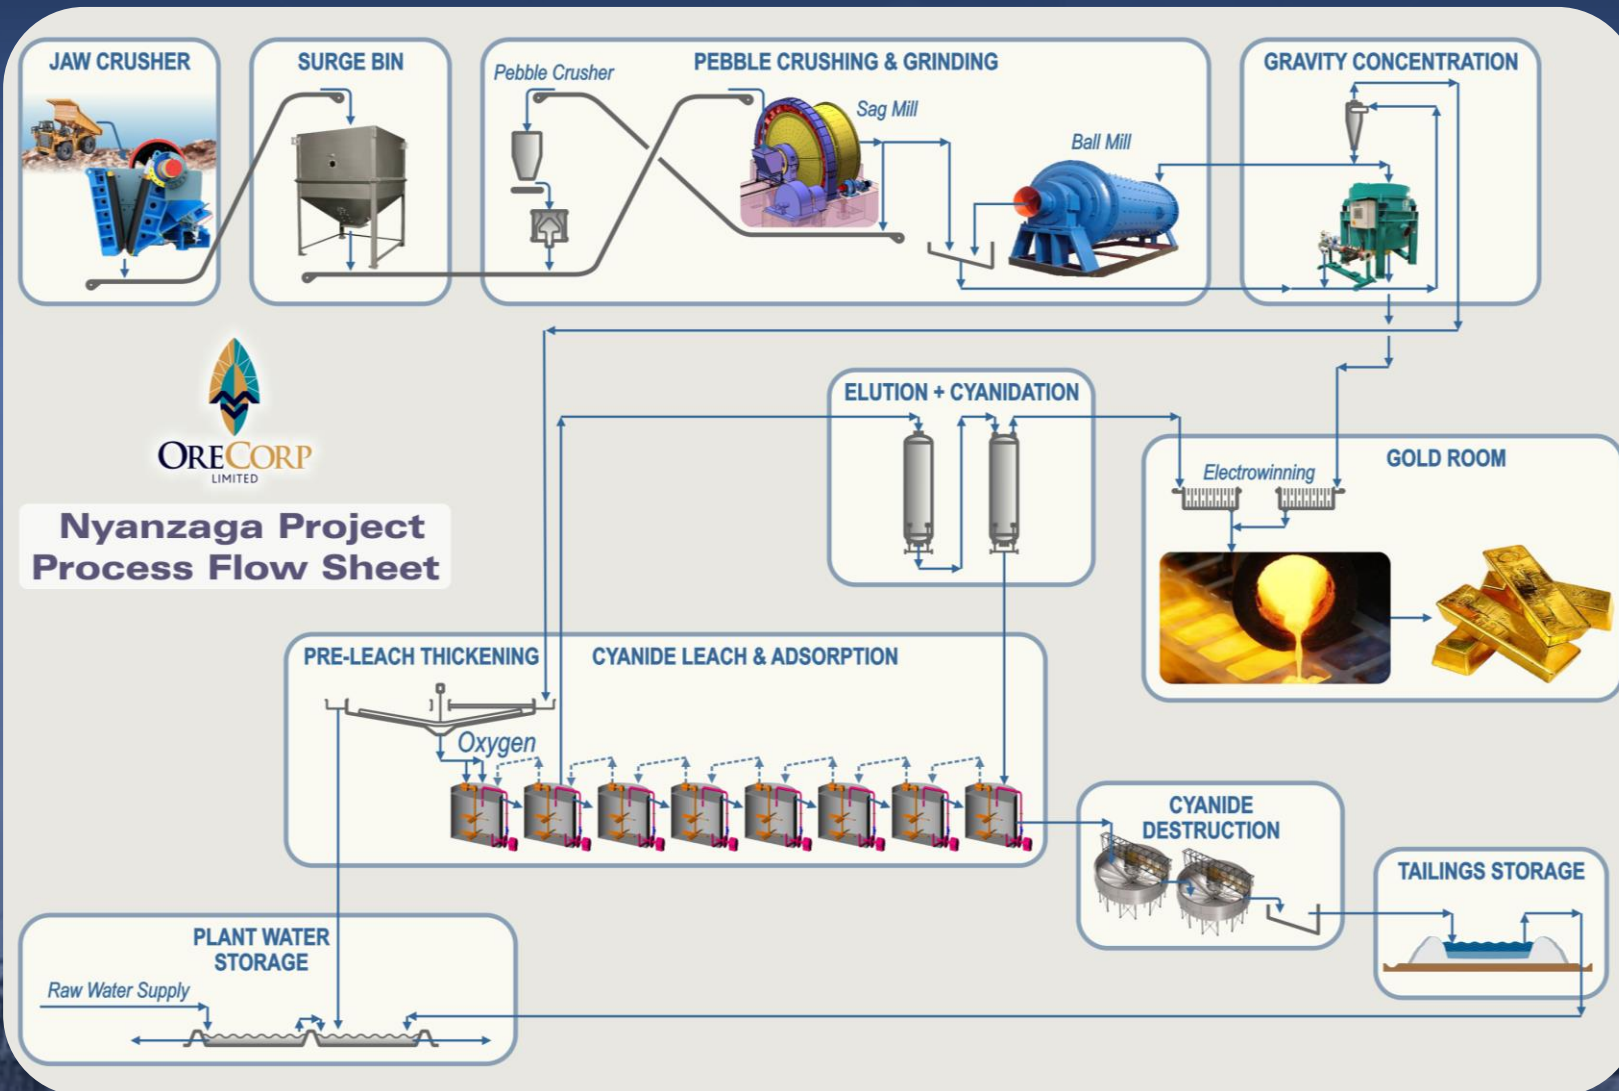 JAW CRUSHER
SURGE BIN
PEBBLE CRUSHING & GRINDING
Pebble Crusher
Sag Mill
Ball Mill
GRAVITY CONCENTRATION
ORECORP
LIMITED
Nyanzaga Project
Process Flow Sheet
ELUTION + CYANIDATION
GOLD ROOM
Electrowinning
PRE-LEACH THICKENING
CYANIDE LEACH & ADSORPTION
Oxygen
CYANIDE
DESTRUCTION
TAILINGS STORAGE
PLANT WATER
STORAGE
Raw Water Supply